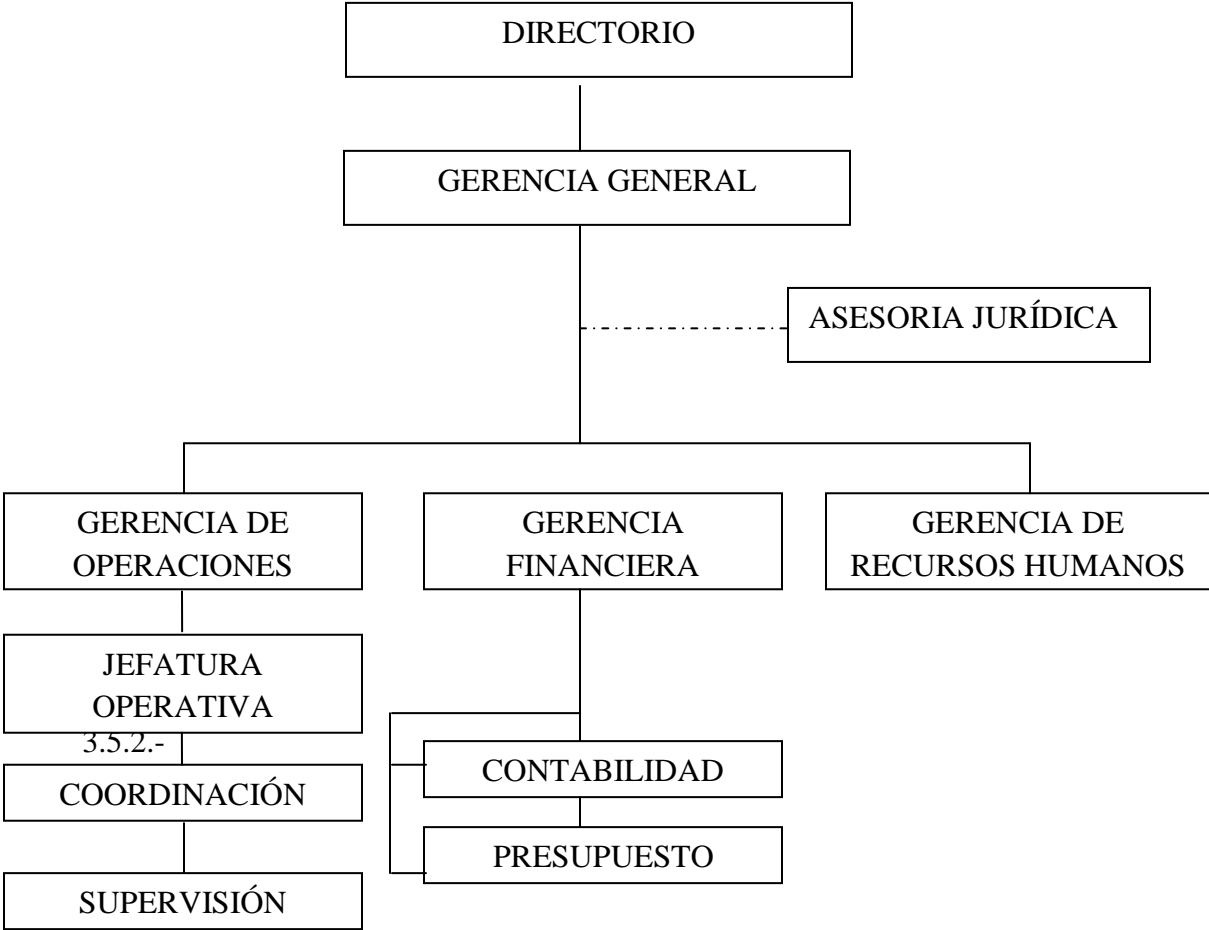 DIRECTORIO
GERENCIA GENERAL
ASESORIA JURÍDICA
GERENCIA DE
OPERACIONES
GERENCIA
FINANCIERA
GERENCIA DE
RECURSOS HUMANOS
JEFATURA
OPERATIVA
3.5.2.-
CONTABILIDAD
COORDINACIÓN
PRESUPUESTO
SUPERVISIÓN